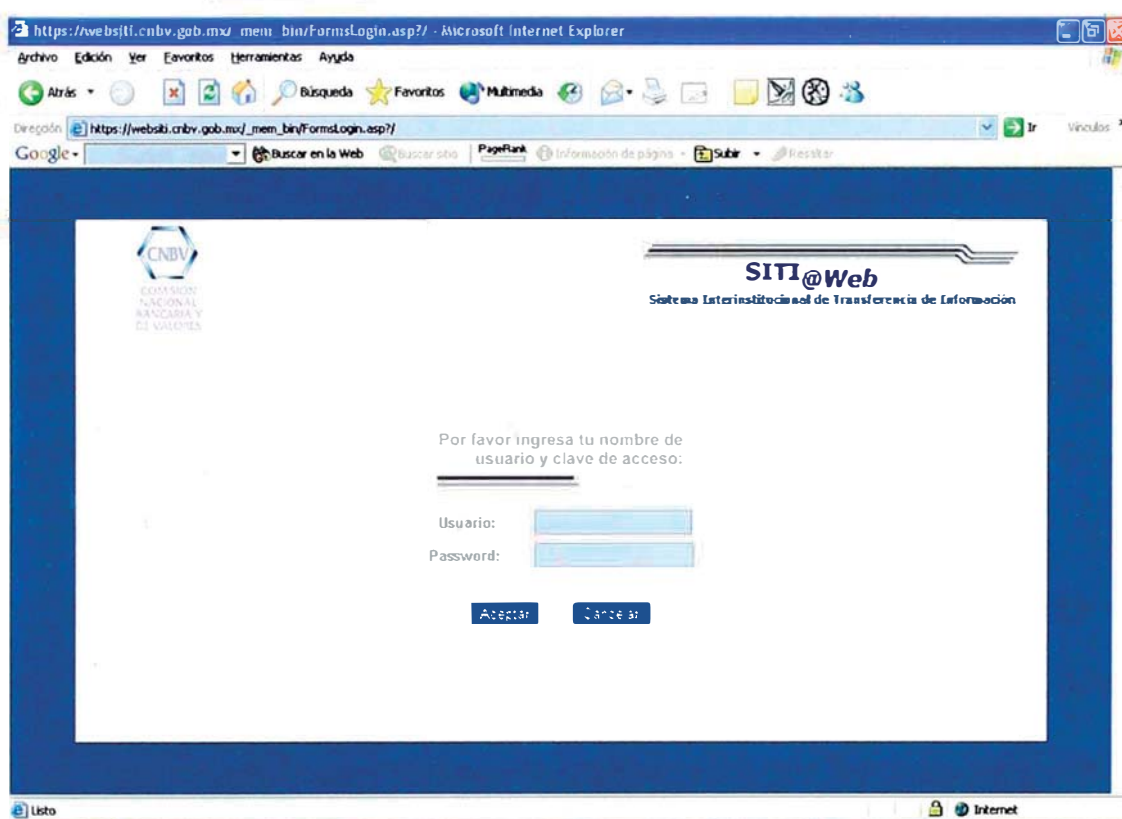 https://websiti.cnbv.gob.mx/_mem_bin/FormsLogin.asp?/ - Microsoft Internet Explorer
Archivo Edición Ver Favoritos Herramientas Ayuda
Atrás Búsqueda Favoritos Multimedia
Dirección https://websiti.cnbv.gob.mx/_mem_bin/FormsLogin.asp?/ Ir Vínculos »
Google Buscar en la Web Buscar sitio PageRank Información de página Subir Resaltar
CNBV
COMISION
NACIONAL
BANCARIA Y
DE VALORES
SITI@Web
Sistema Interinstitucional de Transferencia de Información
Por favor ingresa tu nombre de
usuario y clave de acceso:
Usuario:
Password:
Aceptar Cancelar
Listo Internet